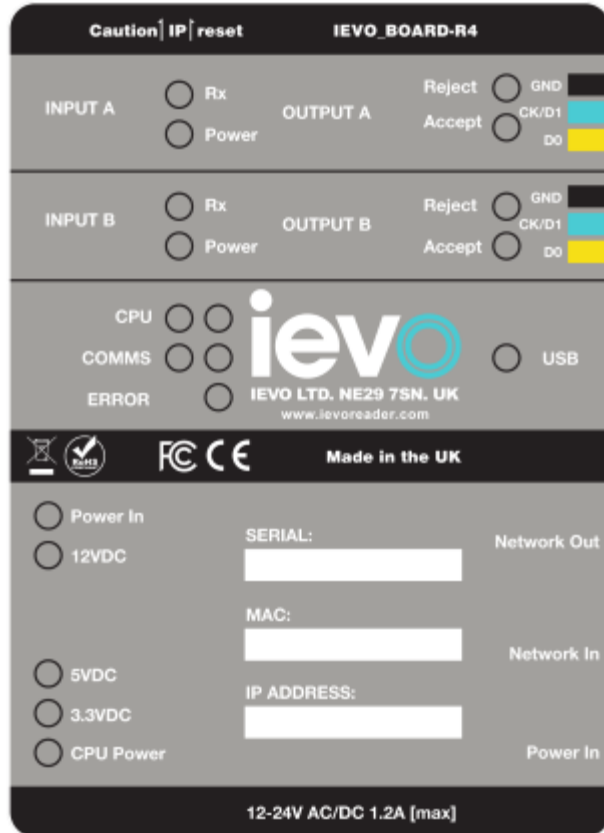 Caution IP reset IEVO_BOARD-R4
INPUT A
Rx
Power
OUTPUT A
Reject
Accept
GND
CK/D1
D0
INPUT B
Rx
Power
OUTPUT B
Reject
Accept
GND
CK/D1
D0
CPU
COMMS
ERROR
ievo
IEVO LTD. NE29 7SN. UK
www.ievoreader.com
USB
RoHS
FC CE Made in the UK
Power In
12VDC
5VDC
3.3VDC
CPU Power
SERIAL:
MAC:
IP ADDRESS:
Network Out
Network In
Power In
12-24V AC/DC 1.2A [max]